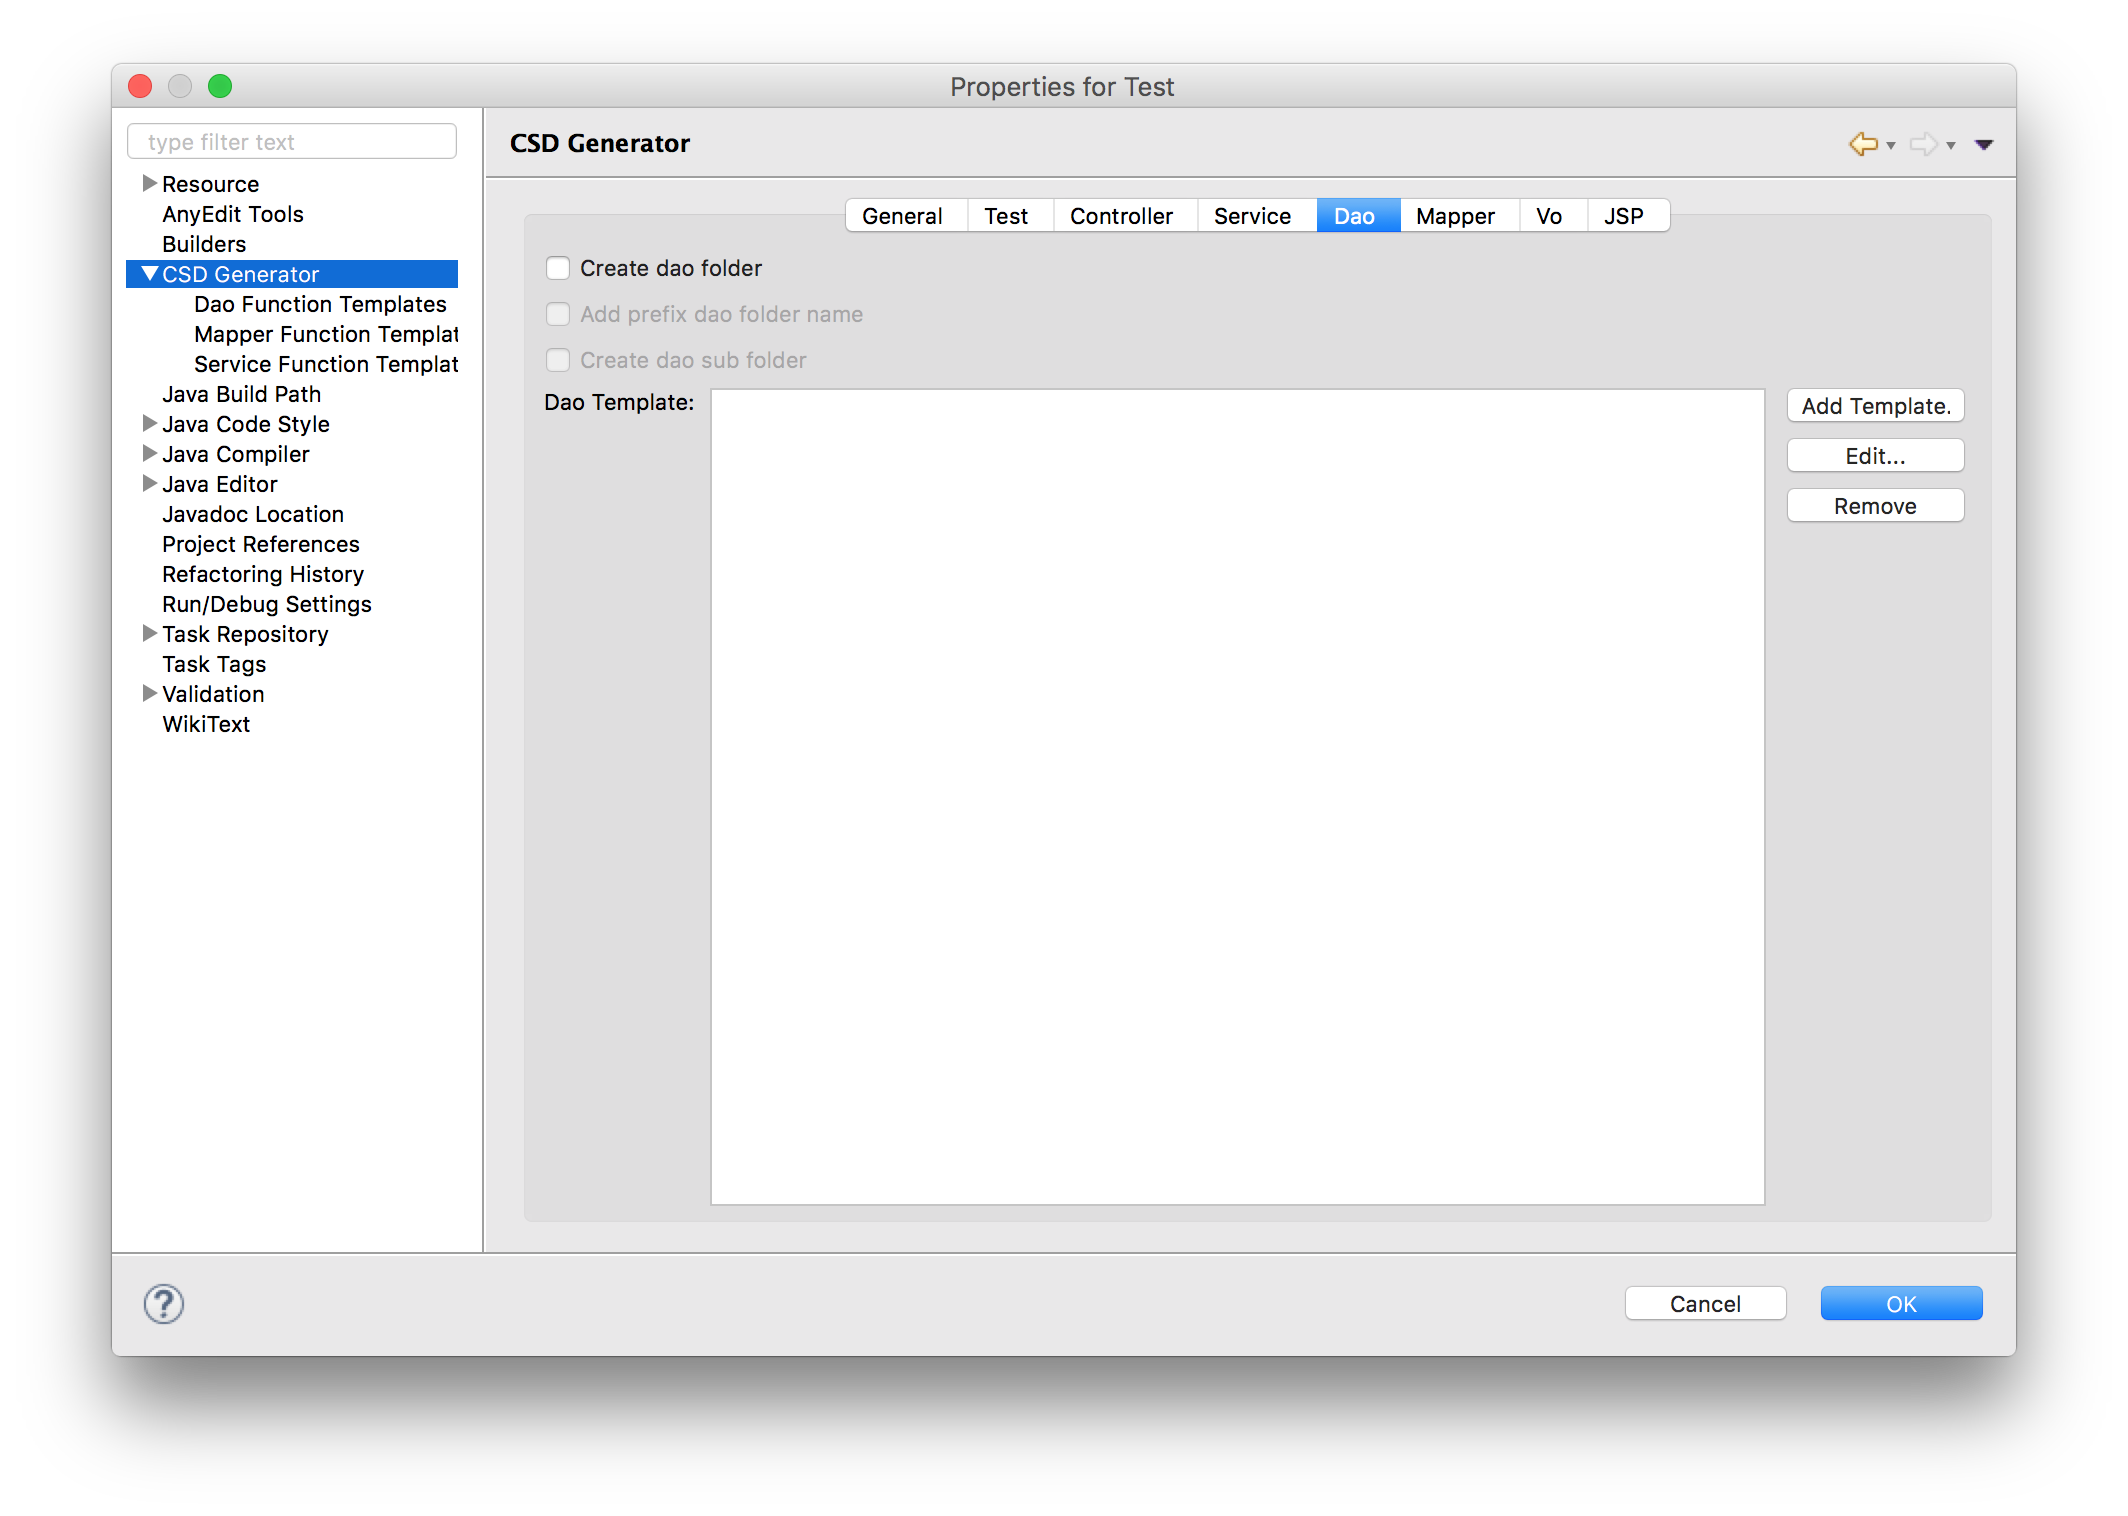 Properties for Test
type filter text
Resource
AnyEdit Tools
Builders
CSD Generator
Dao Function Templates
Mapper Function Templat
Service Function Templat
Java Build Path
Java Code Style
Java Compiler
Java Editor
Javadoc Location
Project References
Refactoring History
Run/Debug Settings
Task Repository
Task Tags
Validation
WikiText
CSD Generator
General Test Controller Service Dao Mapper Vo JSP
Create dao folder
Add prefix dao folder name
Create dao sub folder
Dao Template:
Add Template.
Edit...
Remove
?
Cancel OK